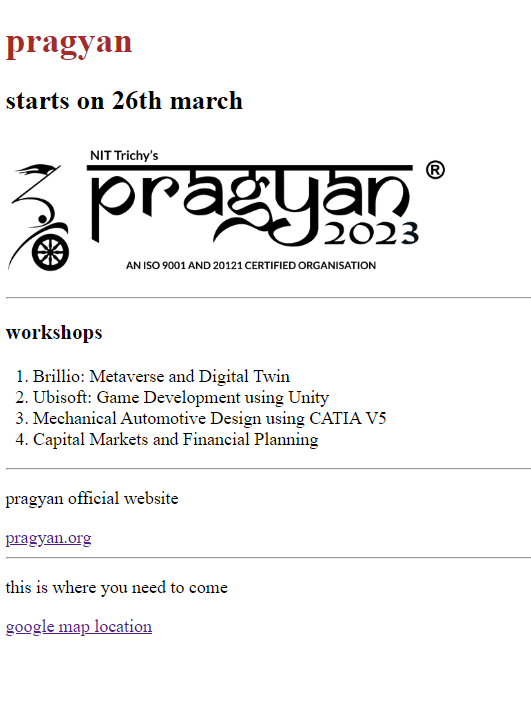 pragyan
starts on 26th march
NIT Trichy's
pragyan ®
2023
AN ISO 9001 AND 20121 CERTIFIED ORGANISATION
workshops
1. Brillio: Metaverse and Digital Twin
2. Ubisoft: Game Development using Unity
3. Mechanical Automotive Design using CATIA V5
4. Capital Markets and Financial Planning
pragyan official website
pragyan.org
this is where you need to come
google map location